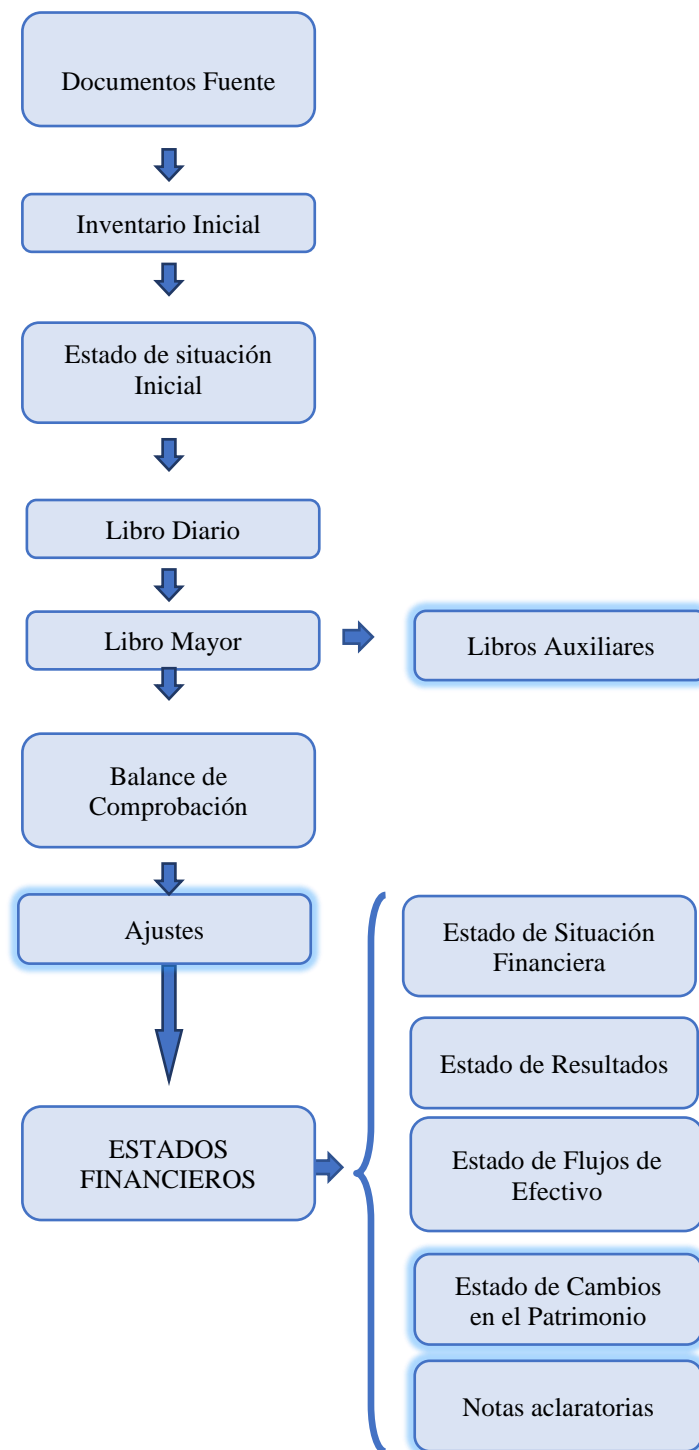 Documentos Fuente
Inventario Inicial
Estado de situación
Inicial
Libro Diario
Libro Mayor
Libros Auxiliares
Balance de
Comprobación
Ajustes
Estado de Situación
Financiera
Estado de Resultados
ESTADOS
FINANCIEROS
Estado de Flujos de
Efectivo
Estado de Cambios
en el Patrimonio
Notas aclaratorias